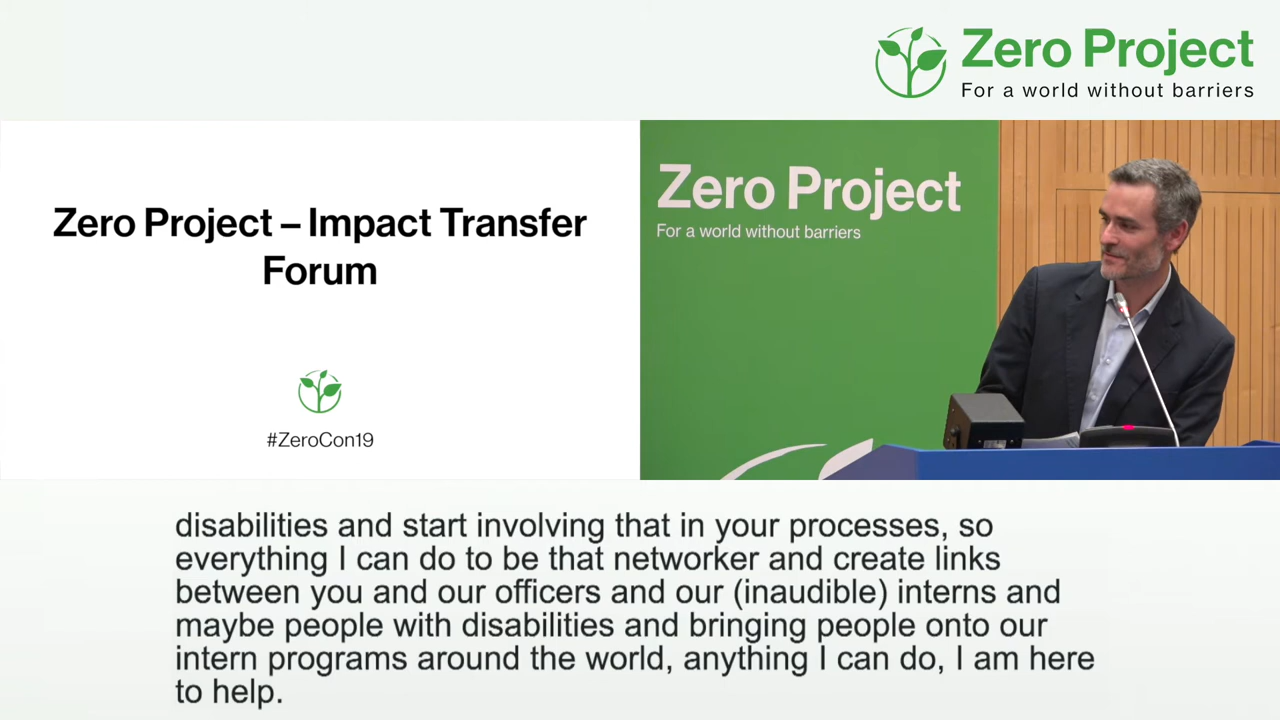 Zero Project
For a world without barriers
Zero Project – Impact Transfer
Forum
#ZeroCon19
Zero Project
For a world without barriers
disabilities and start involving that in your processes, so
everything I can do to be that networker and create links
between you and our officers and our (inaudible) interns and
maybe people with disabilities and bringing people onto our
intern programs around the world, anything I can do, I am here
to help.